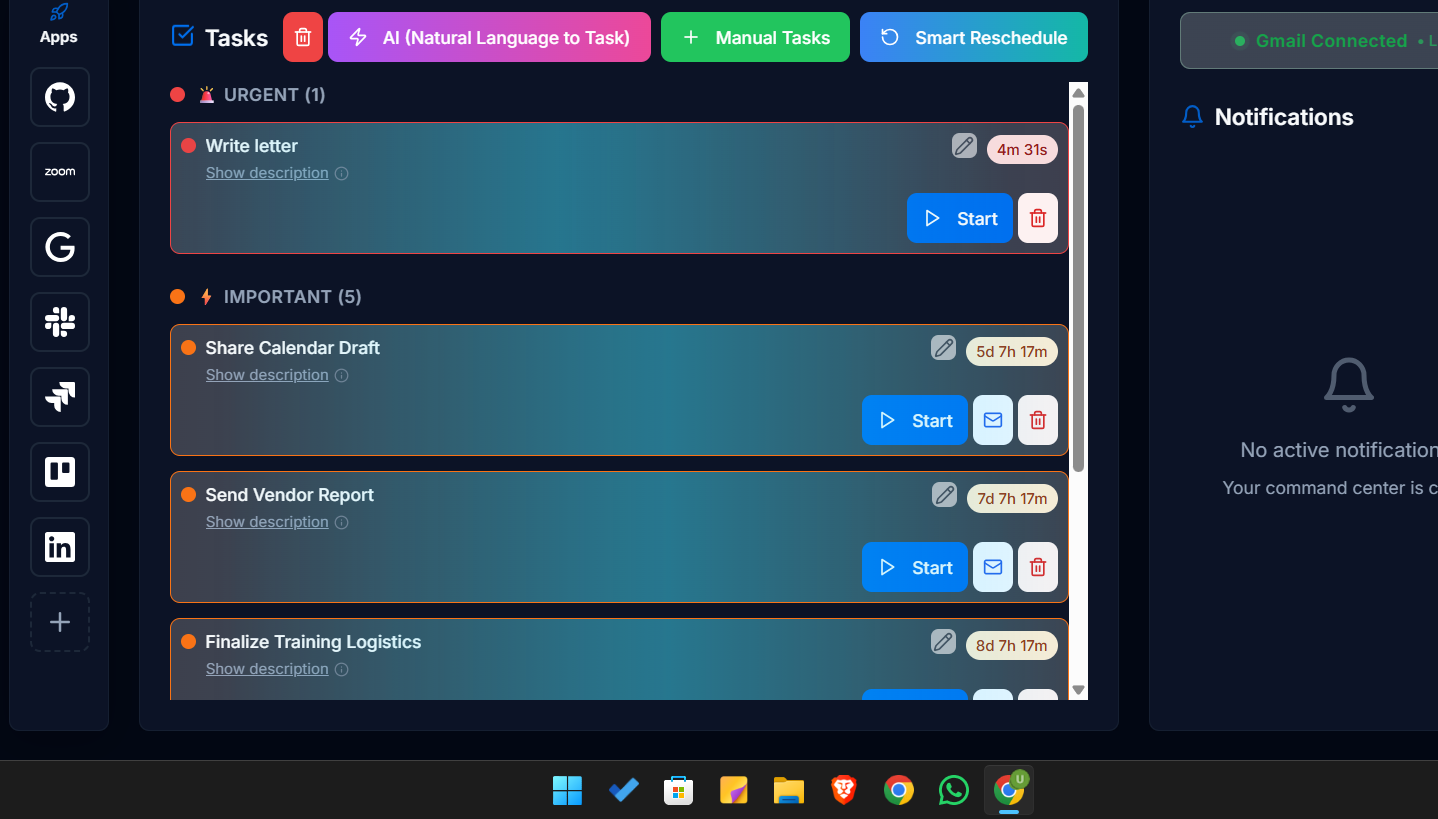 Apps
zoom
Tasks
AI (Natural Language to Task)
Manual Tasks
Smart Reschedule
URGENT (1)
Write letter
4m 31s
Show description
Start
IMPORTANT (5)
Share Calendar Draft
5d 7h 17m
Show description
Start
Send Vendor Report
7d 7h 17m
Show description
Start
Finalize Training Logistics
8d 7h 17m
Show description
Gmail Connected • L
Notifications
No active notification
Your command center is c
U